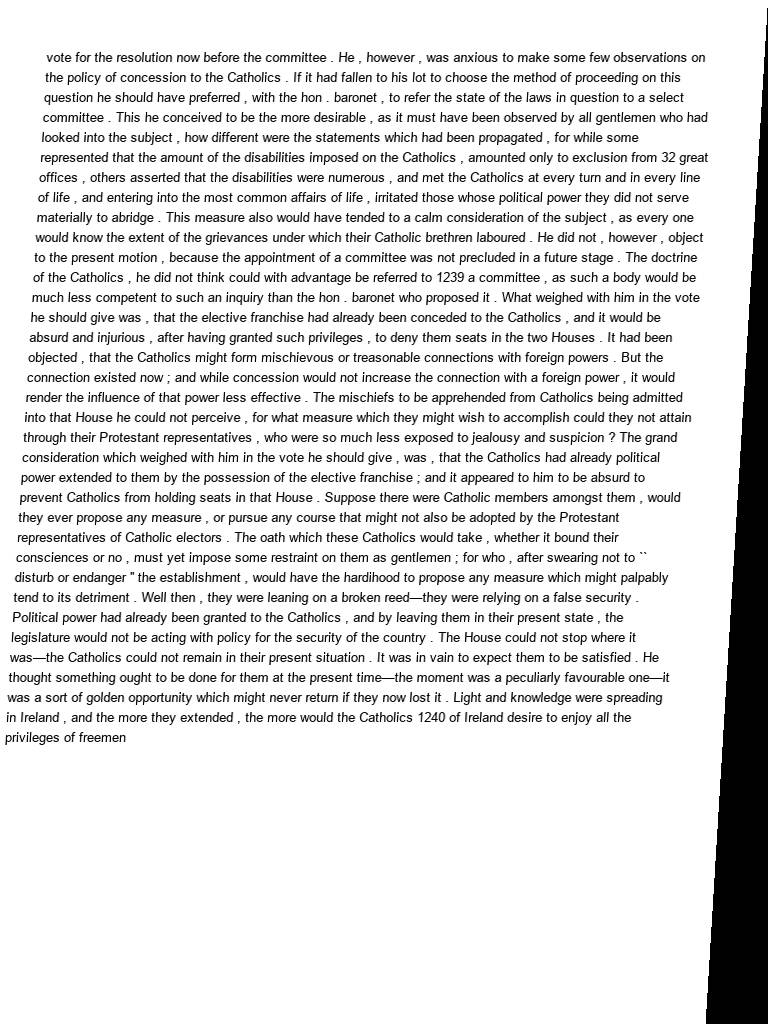 vote for the resolution now before the committee . He , however , was anxious to make some few observations on
the policy of concession to the Catholics . If it had fallen to his lot to choose the method of proceeding on this
question he should have preferred , with the hon . baronet , to refer the state of the laws in question to a select
committee . This he conceived to be the more desirable , as it must have been observed by all gentlemen who had
looked into the subject , how different were the statements which had been propagated , for while some
represented that the amount of the disabilities imposed on the Catholics , amounted only to exclusion from 32 great
offices , others asserted that the disabilities were numerous , and met the Catholics at every turn and in every line
of life , and entering into the most common affairs of life , irritated those whose political power they did not serve
materially to abridge . This measure also would have tended to a calm consideration of the subject , as every one
would know the extent of the grievances under which their Catholic brethren laboured . He did not , however , object
to the present motion , because the appointment of a committee was not precluded in a future stage . The doctrine
of the Catholics , he did not think could with advantage be referred to 1239 a committee , as such a body would be
much less competent to such an inquiry than the hon . baronet who proposed it . What weighed with him in the vote
he should give was , that the elective franchise had already been conceded to the Catholics , and it would be
absurd and injurious , after having granted such privileges , to deny them seats in the two Houses . It had been
objected , that the Catholics might form mischievous or treasonable connections with foreign powers . But the
connection existed now ; and while concession would not increase the connection with a foreign power , it would
render the influence of that power less effective . The mischiefs to be apprehended from Catholics being admitted
into that House he could not perceive , for what measure which they might wish to accomplish could they not attain
through their Protestant representatives , who were so much less exposed to jealousy and suspicion ? The grand
consideration which weighed with him in the vote he should give , was , that the Catholics had already political
power extended to them by the possession of the elective franchise ; and it appeared to him to be absurd to
prevent Catholics from holding seats in that House . Suppose there were Catholic members amongst them , would
they ever propose any measure , or pursue any course that might not also be adopted by the Protestant
representatives of Catholic electors . The oath which these Catholics would take , whether it bound their
consciences or no , must yet impose some restraint on them as gentlemen ; for who , after swearing not to ``
disturb or endanger '' the establishment , would have the hardihood to propose any measure which might palpably
tend to its detriment . Well then , they were leaning on a broken reed—they were relying on a false security .
Political power had already been granted to the Catholics , and by leaving them in their present state , the
legislature would not be acting with policy for the security of the country . The House could not stop where it
was—the Catholics could not remain in their present situation . It was in vain to expect them to be satisfied . He
thought something ought to be done for them at the present time—the moment was a peculiarly favourable one—it
was a sort of golden opportunity which might never return if they now lost it . Light and knowledge were spreading
in Ireland , and the more they extended , the more would the Catholics 1240 of Ireland desire to enjoy all the
privileges of freemen